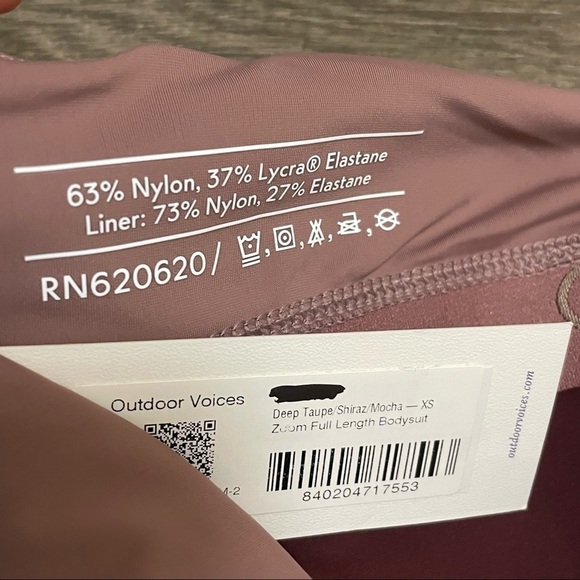 63% Nylon, 37% Lycra® Elastane
Liner: 73% Nylon, 27% Elastane
RN620620/
Outdoor Voices
Deep Taupe/Shiraz/Mocha — XS
Zoom Full Length Bodysuit
M-2
840204717553
outdoorvoices.com